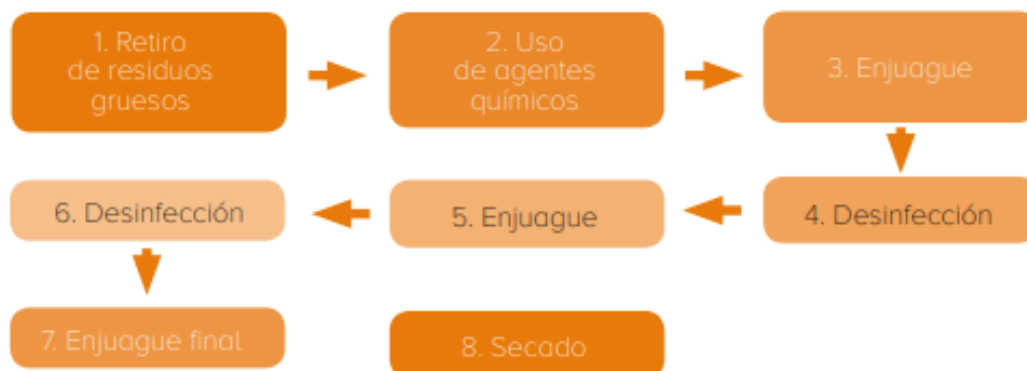 1. Retiro
de residuos
gruesos
2. Uso
de agentes
químicos
3. Enjuague
4. Desinfección
5. Enjuague
6. Desinfección
7. Enjuague final
8. Secado